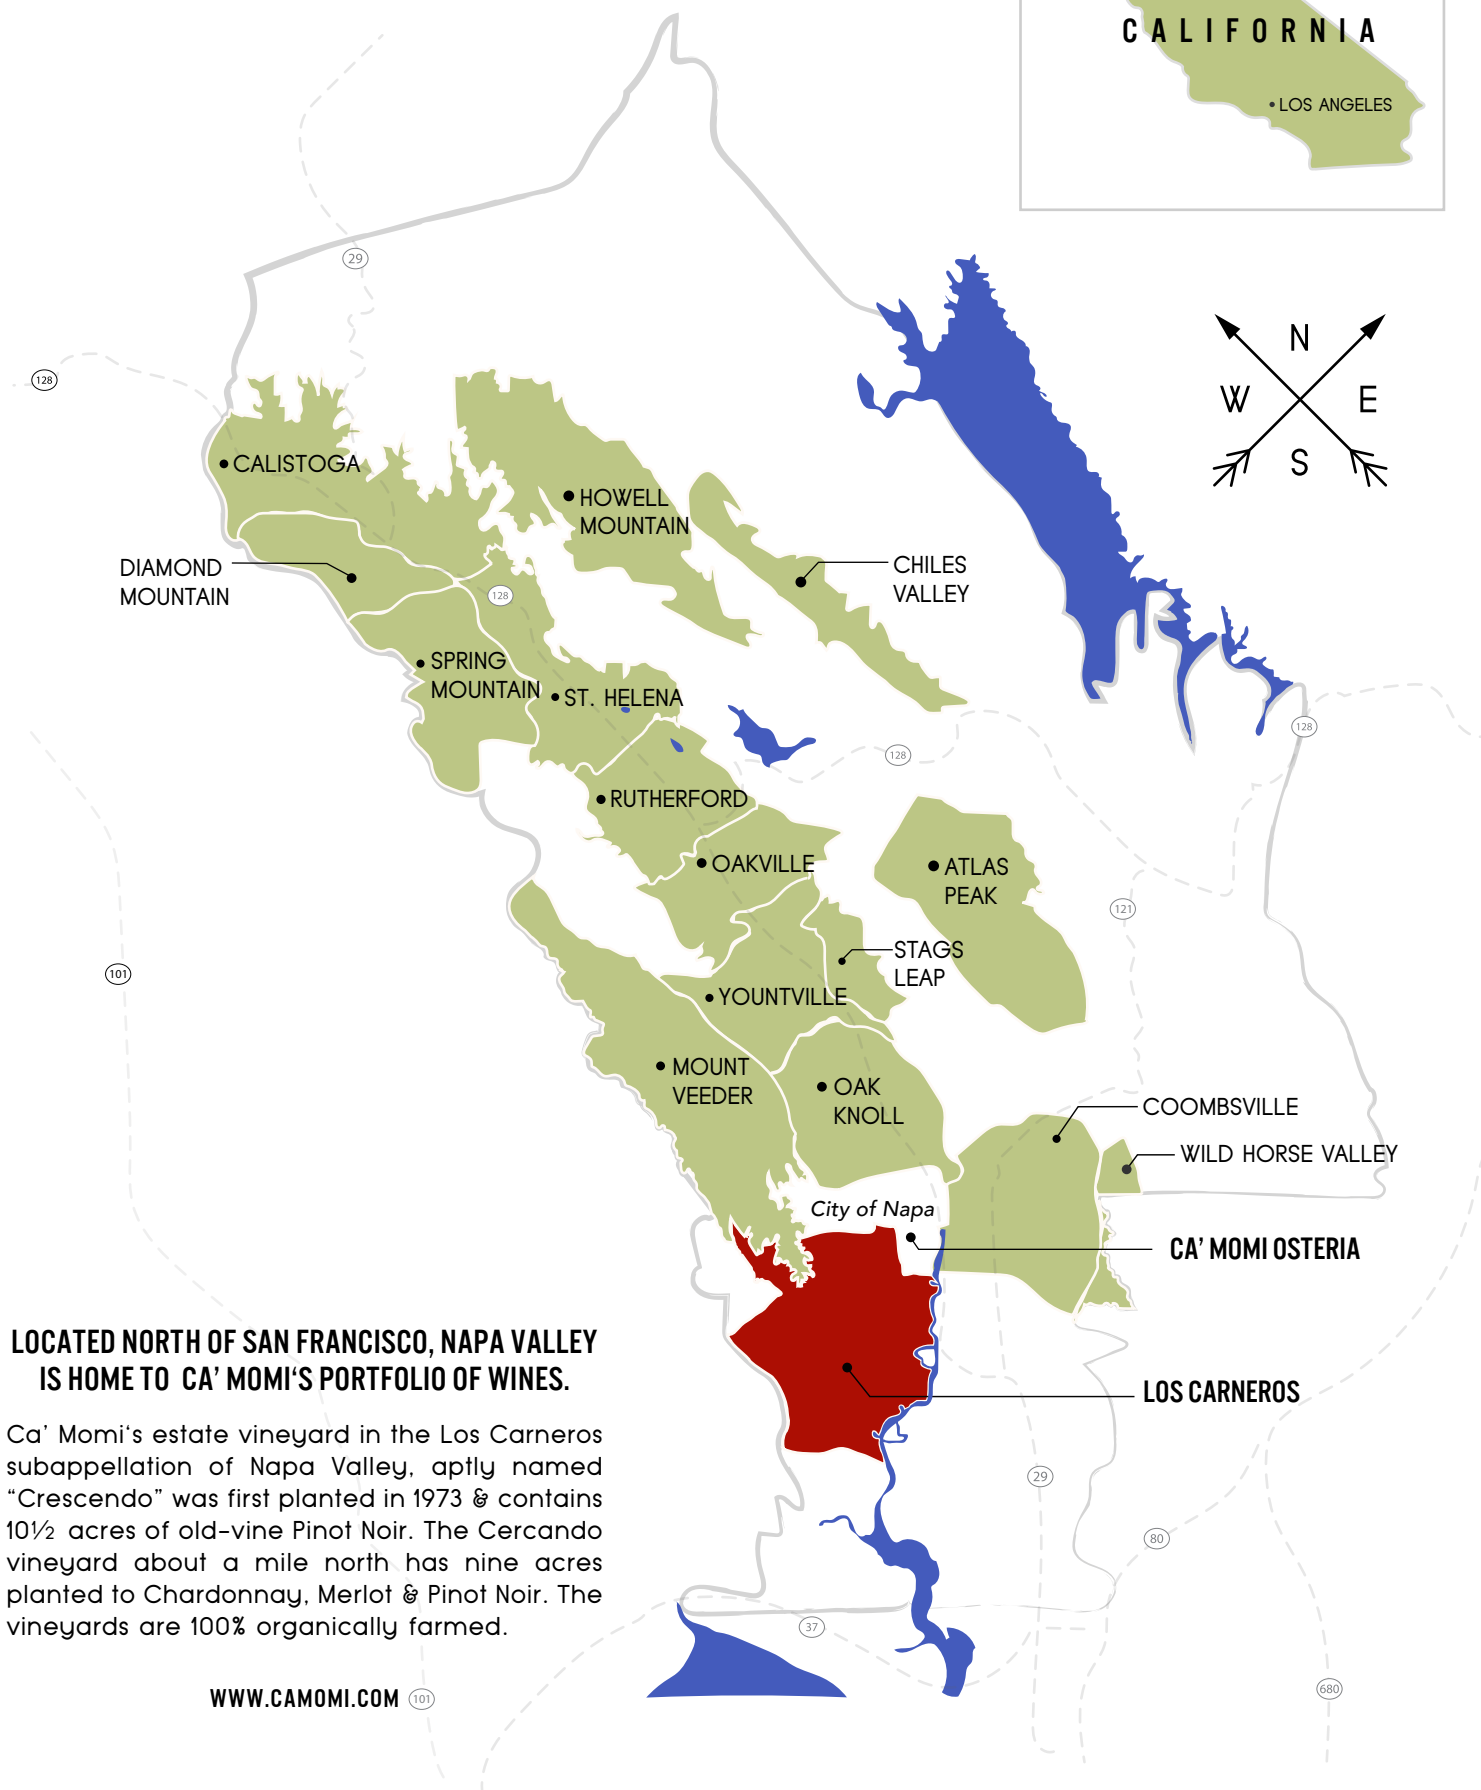 CALIFORNIA
LOS ANGELES
29
N
W
E
S
128
CALISTOGA
HOWELL
MOUNTAIN
DIAMOND
MOUNTAIN
CHILES
VALLEY
128
SPRING
MOUNTAIN
ST. HELENA
128
128
RUTHERFORD
OAKVILLE
ATLAS
PEAK
121
STAGS
LEAP
101
YOUNTVILLE
MOUNT
VEEDER
OAK
KNOLL
COOMBSVILLE
WILD HORSE VALLEY
City of Napa
CA’ MOMI OSTERIA
LOS CARNEROS
LOCATED NORTH OF SAN FRANCISCO, NAPA VALLEY
IS HOME TO CA’ MOMI‘S PORTFOLIO OF WINES.
Ca’ Momi‘s estate vineyard in the Los Carneros
subappellation of Napa Valley, aptly named
“Crescendo” was first planted in 1973 & contains
10½ acres of old-vine Pinot Noir. The Cercando
vineyard about a mile north has nine acres
planted to Chardonnay, Merlot & Pinot Noir. The
vineyards are 100% organically farmed.
29
80
37
680
WWW.CAMOMI.COM
101